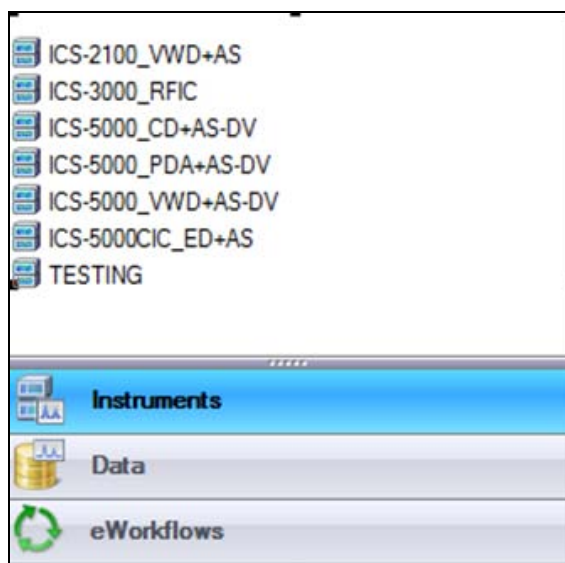 ICS-2100_VWD+AS
ICS-3000_RFIC
ICS-5000_CD+AS-DV
ICS-5000_PDA+AS-DV
ICS-5000_VWD+AS-DV
ICS-5000CIC_ED+AS
TESTING
Instruments
Data
eWorkflows